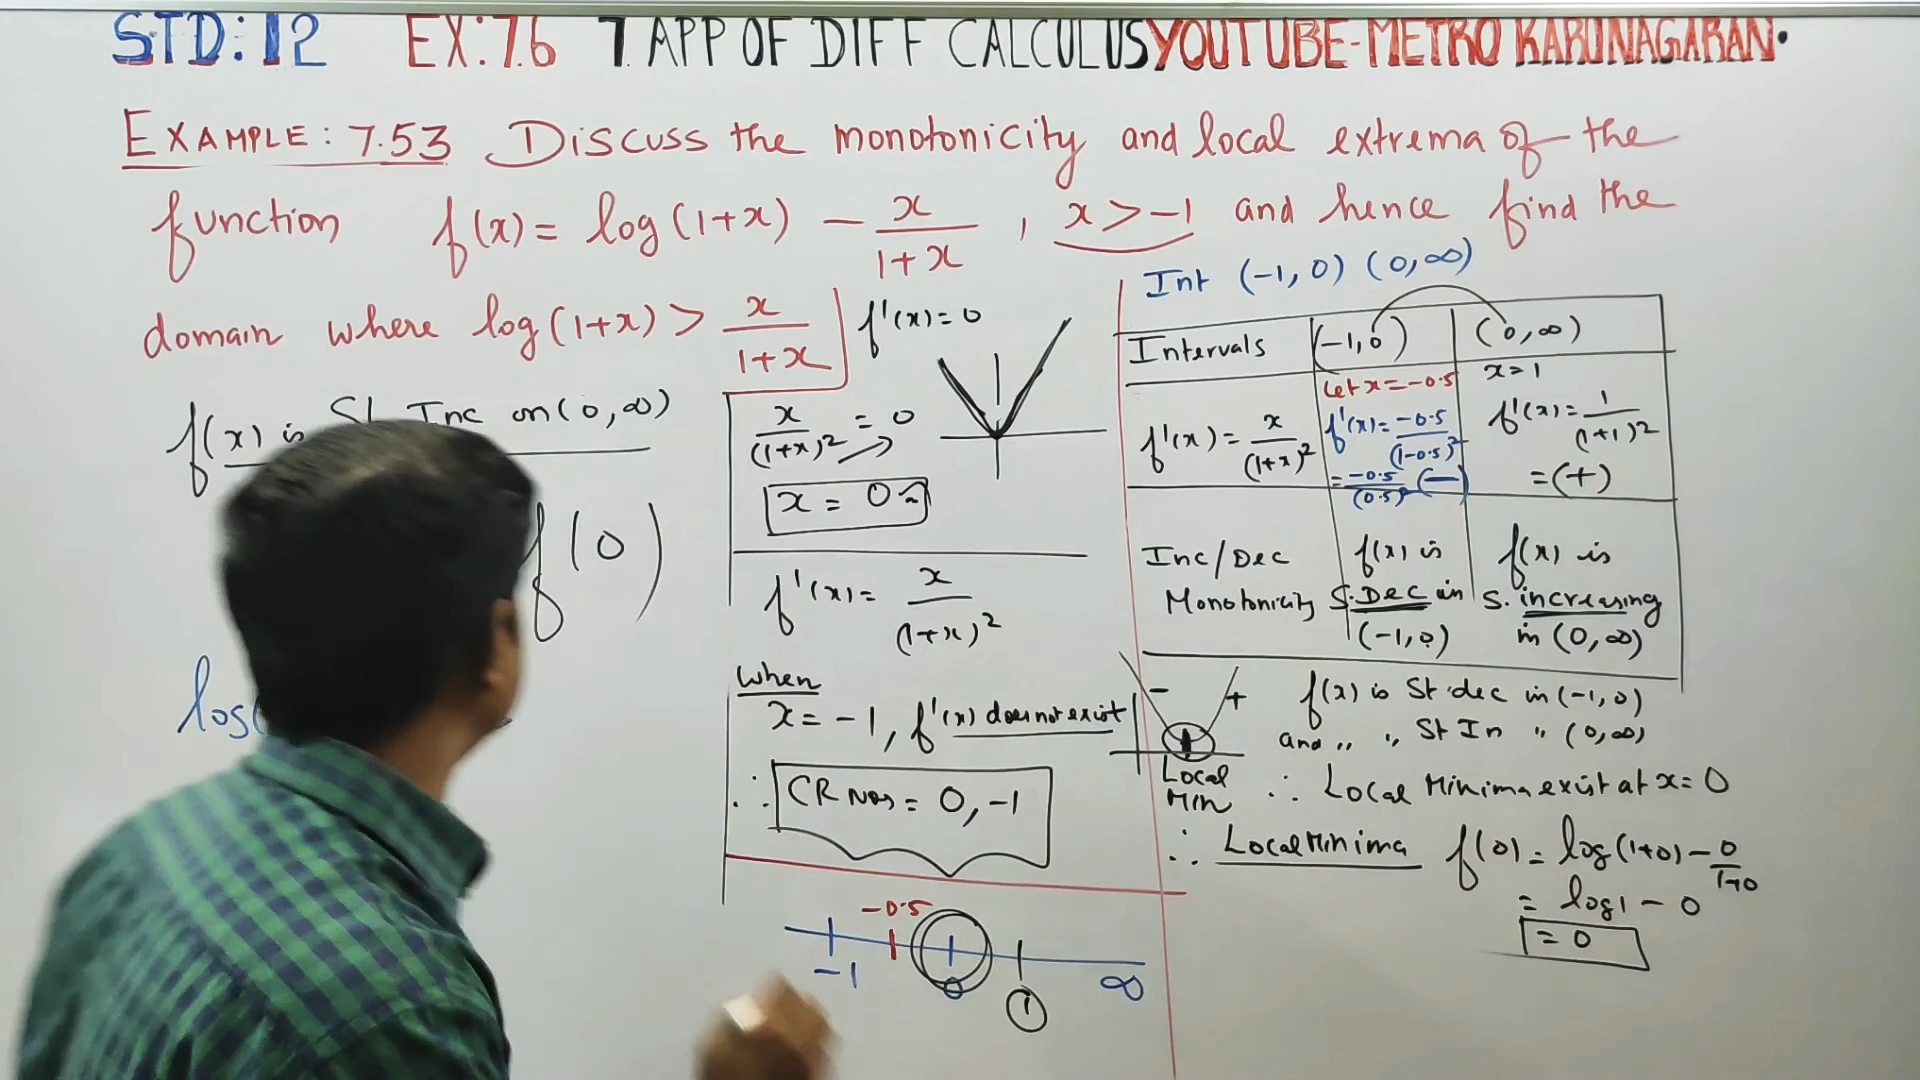 STD:12 EX:7.6 7. APP OF DIFF CALCULUS YOUTUBE-METRO KARUNAGARAN.
EXAMPLE: 7.53 Discuss the monotonicity and local extrema of the
function f(x) = log(1+x) - x/(1+x) , x > -1 and hence find the
domain where log(1+x) > x/(1+x)
f(x) is St. Inc on (0, ∞)
f(0)
log(
f'(x) = 0
x/(1+x)² = 0
x = 0
f'(x) = x/(1+x)²
When
x = -1, f'(x) does not exist
∴ CR Nos = 0, -1
-0.5
-1 0 1 ∞
Int (-1, 0) (0, ∞)
Intervals (-1, 0) (0, ∞)
Let x = -0.5 x = 1
f'(x) = x/(1+x)² f'(x) = -0.5/(1-0.5)² f'(x) = 1/(1+1)²
= -0.5/(0.5)² (-) = (+)
Inc/Dec f(x) is f(x) is
Monotonicity S. Dec in S. increasing
(-1, 0) in (0, ∞)
- + f(x) is St. dec in (-1, 0)
and " " St In " (0, ∞)
Local
Min ∴ Local Minima exist at x = 0
∴ Local Minima f(0) = log(1+0) - 0/1+0
= log1 - 0
= 0